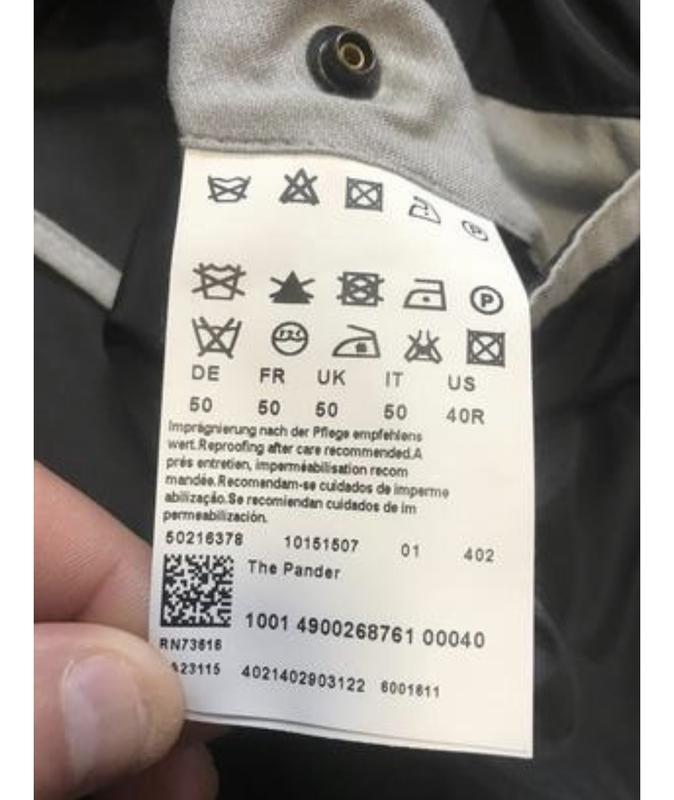 P
P
DE FR UK IT US
50 50 50 50 40R
Imprägnierung nach der Pflege empfehlens
wert.Reproofing after care recommended.A
prés entretien, imperméabilisation recom
mandée.Recomendam-se cuidados de imperme
abilização.Se recomiendan cuidados de im
permeabilización.
50216378 10151507 01 402
The Pander
1001 4900268761 00040
RN73616
A23115 4021402903122 6001611